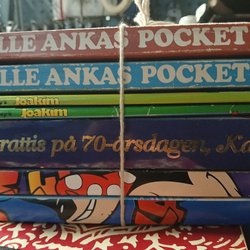 LLE ANKAS POCKET
LLE ANKAS POCKET
Joakim
Joakim
rattis på 70-årsdagen, Ka